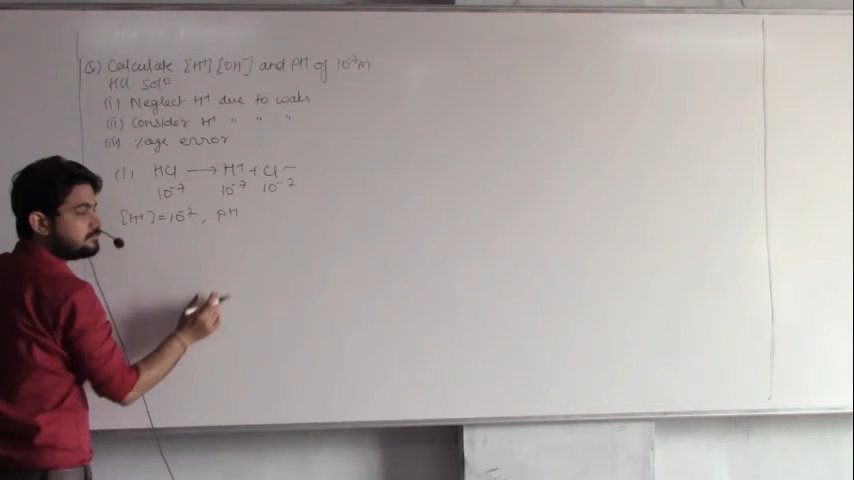 Q) Calculate [H⁺] [OH⁻] and PH of 10⁻⁷M
HCl solⁿ
(i) Neglect H⁺ due to water
(ii) Consider H⁺ " " "
(iii) %age error
(i) HCl ⟶ H⁺ + Cl⁻
10⁻⁷ 10⁻⁷ 10⁻⁷
[H⁺] = 10⁻⁷, PH